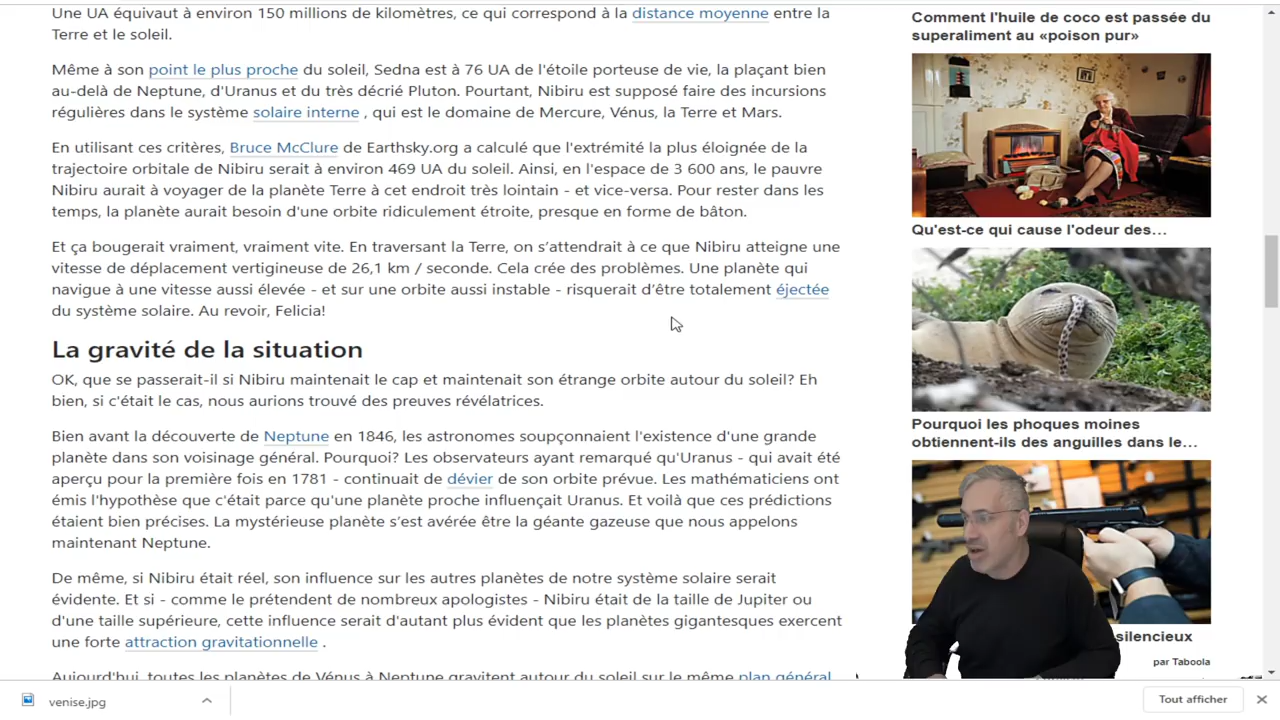 Une UA équivaut à environ 150 millions de kilomètres, ce qui correspond à la distance moyenne entre la
Terre et le soleil.
Même à son point le plus proche du soleil, Sedna est à 76 UA de l'étoile porteuse de vie, la plaçant bien
au-delà de Neptune, d'Uranus et du très décrié Pluton. Pourtant, Nibiru est supposé faire des incursions
régulières dans le système solaire interne , qui est le domaine de Mercure, Vénus, la Terre et Mars.
En utilisant ces critères, Bruce McClure de Earthsky.org a calculé que l'extrémité la plus éloignée de la
trajectoire orbitale de Nibiru serait à environ 469 UA du soleil. Ainsi, en l'espace de 3 600 ans, le pauvre
Nibiru aurait à voyager de la planète Terre à cet endroit très lointain - et vice-versa. Pour rester dans les
temps, la planète aurait besoin d'une orbite ridiculement étroite, presque en forme de bâton.
Et ça bougerait vraiment, vraiment vite. En traversant la Terre, on s’attendrait à ce que Nibiru atteigne une
vitesse de déplacement vertigineuse de 26,1 km / seconde. Cela crée des problèmes. Une planète qui
navigue à une vitesse aussi élevée - et sur une orbite aussi instable - risquerait d’être totalement éjectée
du système solaire. Au revoir, Felicia!
La gravité de la situation
OK, que se passerait-il si Nibiru maintenait le cap et maintenait son étrange orbite autour du soleil? Eh
bien, si c'était le cas, nous aurions trouvé des preuves révélatrices.
Bien avant la découverte de Neptune en 1846, les astronomes soupçonnaient l'existence d'une grande
planète dans son voisinage général. Pourquoi? Les observateurs ayant remarqué qu'Uranus - qui avait été
aperçu pour la première fois en 1781 - continuait de dévier de son orbite prévue. Les mathématiciens ont
émis l'hypothèse que c'était parce qu'une planète proche influençait Uranus. Et voilà que ces prédictions
étaient bien précises. La mystérieuse planète s’est avérée être la géante gazeuse que nous appelons
maintenant Neptune.
De même, si Nibiru était réel, son influence sur les autres planètes de notre système solaire serait
évidente. Et si - comme le prétendent de nombreux apologistes - Nibiru était de la taille de Jupiter ou
d'une taille supérieure, cette influence serait d'autant plus évident que les planètes gigantesques exercent
une forte attraction gravitationnelle .
Aujourd'hui, toutes les planètes de Vénus à Neptune gravitent autour du soleil sur le même plan général
Comment l'huile de coco est passée du
superaliment au «poison pur»
Qu'est-ce qui cause l'odeur des…
Pourquoi les phoques moines
obtiennent-ils des anguilles dans le…
silencieux
par Taboola
venise.jpg
Tout afficher